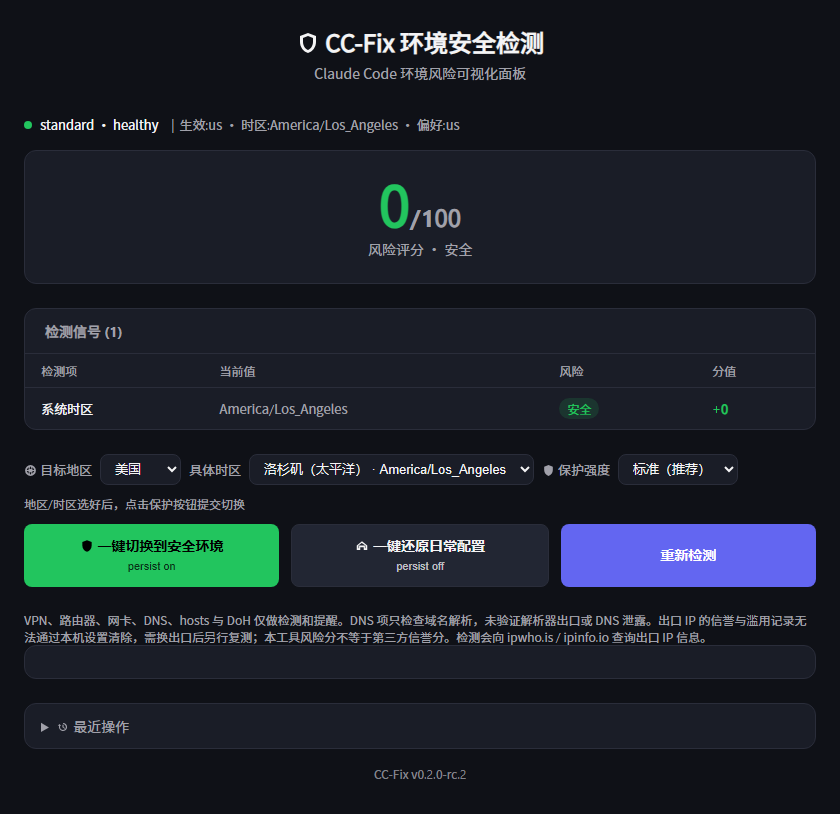 CC-Fix 环境安全检测
Claude Code 环境风险可视化面板
standard • healthy | 生效:us • 时区:America/Los_Angeles • 偏好:us
0/100
风险评分 • 安全
检测信号 (1)
检测项 当前值 风险 分值
系统时区 America/Los_Angeles 安全 +0
目标地区 美国 具体时区 洛杉矶（太平洋） · America/Los_Angeles 保护强度 标准（推荐）
地区/时区选好后，点击保护按钮提交切换
一键切换到安全环境 一键还原日常配置 重新检测
persist on persist off
VPN、路由器、网卡、DNS、hosts 与 DoH 仅做检测和提醒。DNS 项只检查域名解析，未验证解析器出口或 DNS 泄露。出口 IP 的信誉与滥用记录无
法通过本机设置清除，需换出口后另行复测；本工具风险分不等于第三方信誉分。检测会向 ipwho.is / ipinfo.io 查询出口 IP 信息。
最近操作
CC-Fix v0.2.0-rc.2